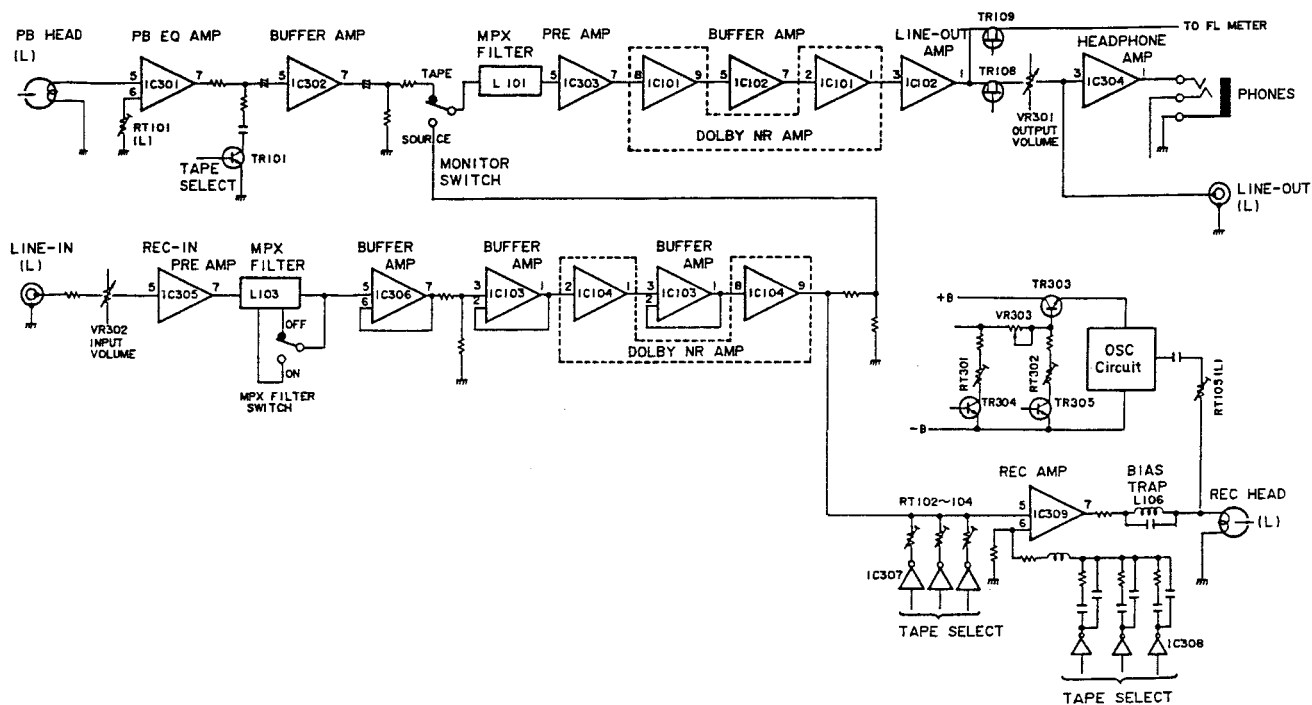 PB HEAD
(L)
PB EQ AMP
BUFFER AMP
MPX
FILTER
PRE AMP
BUFFER AMP
LINE-OUT
AMP
TR109
TO FL METER
HEADPHONE
AMP
5
6
IC301
7
5
IC302
7
TAPE
L 101
5
IC303
7
8
IC101
9
5
IC102
7
2
IC101
1
3
IC102
1
TR108
3
IC304
1
PHONES
RT101
(L)
TR101
TAPE
SELECT
SOURCE
MONITOR
SWITCH
DOLBY NR AMP
VR301
OUTPUT
VOLUME
LINE-OUT
(L)
LINE-IN
(L)
REC-IN
PRE AMP
MPX
FILTER
BUFFER
AMP
BUFFER
AMP
BUFFER
AMP
5
IC305
7
L103
5
6
IC306
7
3
2
IC103
1
2
IC104
1
3
2
IC103
1
8
IC104
9
VR302
INPUT
VOLUME
OFF
ON
MPX FILTER
SWITCH
DOLBY NR AMP
TR303
+B
VR303
RT301
RT302
OSC
Circuit
RT105(L)
TR304
TR305
-B
REC AMP
BIAS
TRAP
L106
REC HEAD
(L)
RT102~104
5
6
IC309
7
IC307
TAPE SELECT
IC308
TAPE SELECT